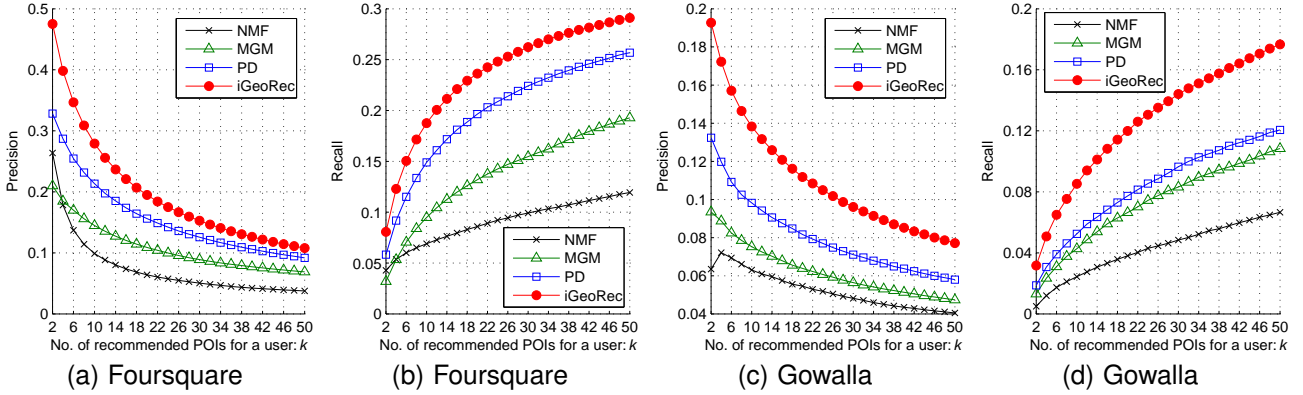 0.5
0.4
0.3
0.2
0.1
0
Precision
NMF
MGM
PD
iGeoRec
2 6 10 14 18 22 26 30 34 38 42 46 50
No. of recommended POIs for a user: k
(a) Foursquare
0.3
0.25
0.2
0.15
0.1
0.05
0
Recall
NMF
MGM
PD
iGeoRec
2 6 10 14 18 22 26 30 34 38 42 46 50
No. of recommended POIs for a user: k
(b) Foursquare
0.2
0.18
0.16
0.14
0.12
0.1
0.08
0.06
0.04
Precision
NMF
MGM
PD
iGeoRec
2 6 10 14 18 22 26 30 34 38 42 46 50
No. of recommended POIs for a user: k
(c) Gowalla
0.2
0.16
0.12
0.08
0.04
0
Recall
NMF
MGM
PD
iGeoRec
2 6 10 14 18 22 26 30 34 38 42 46 50
No. of recommended POIs for a user: k
(d) Gowalla